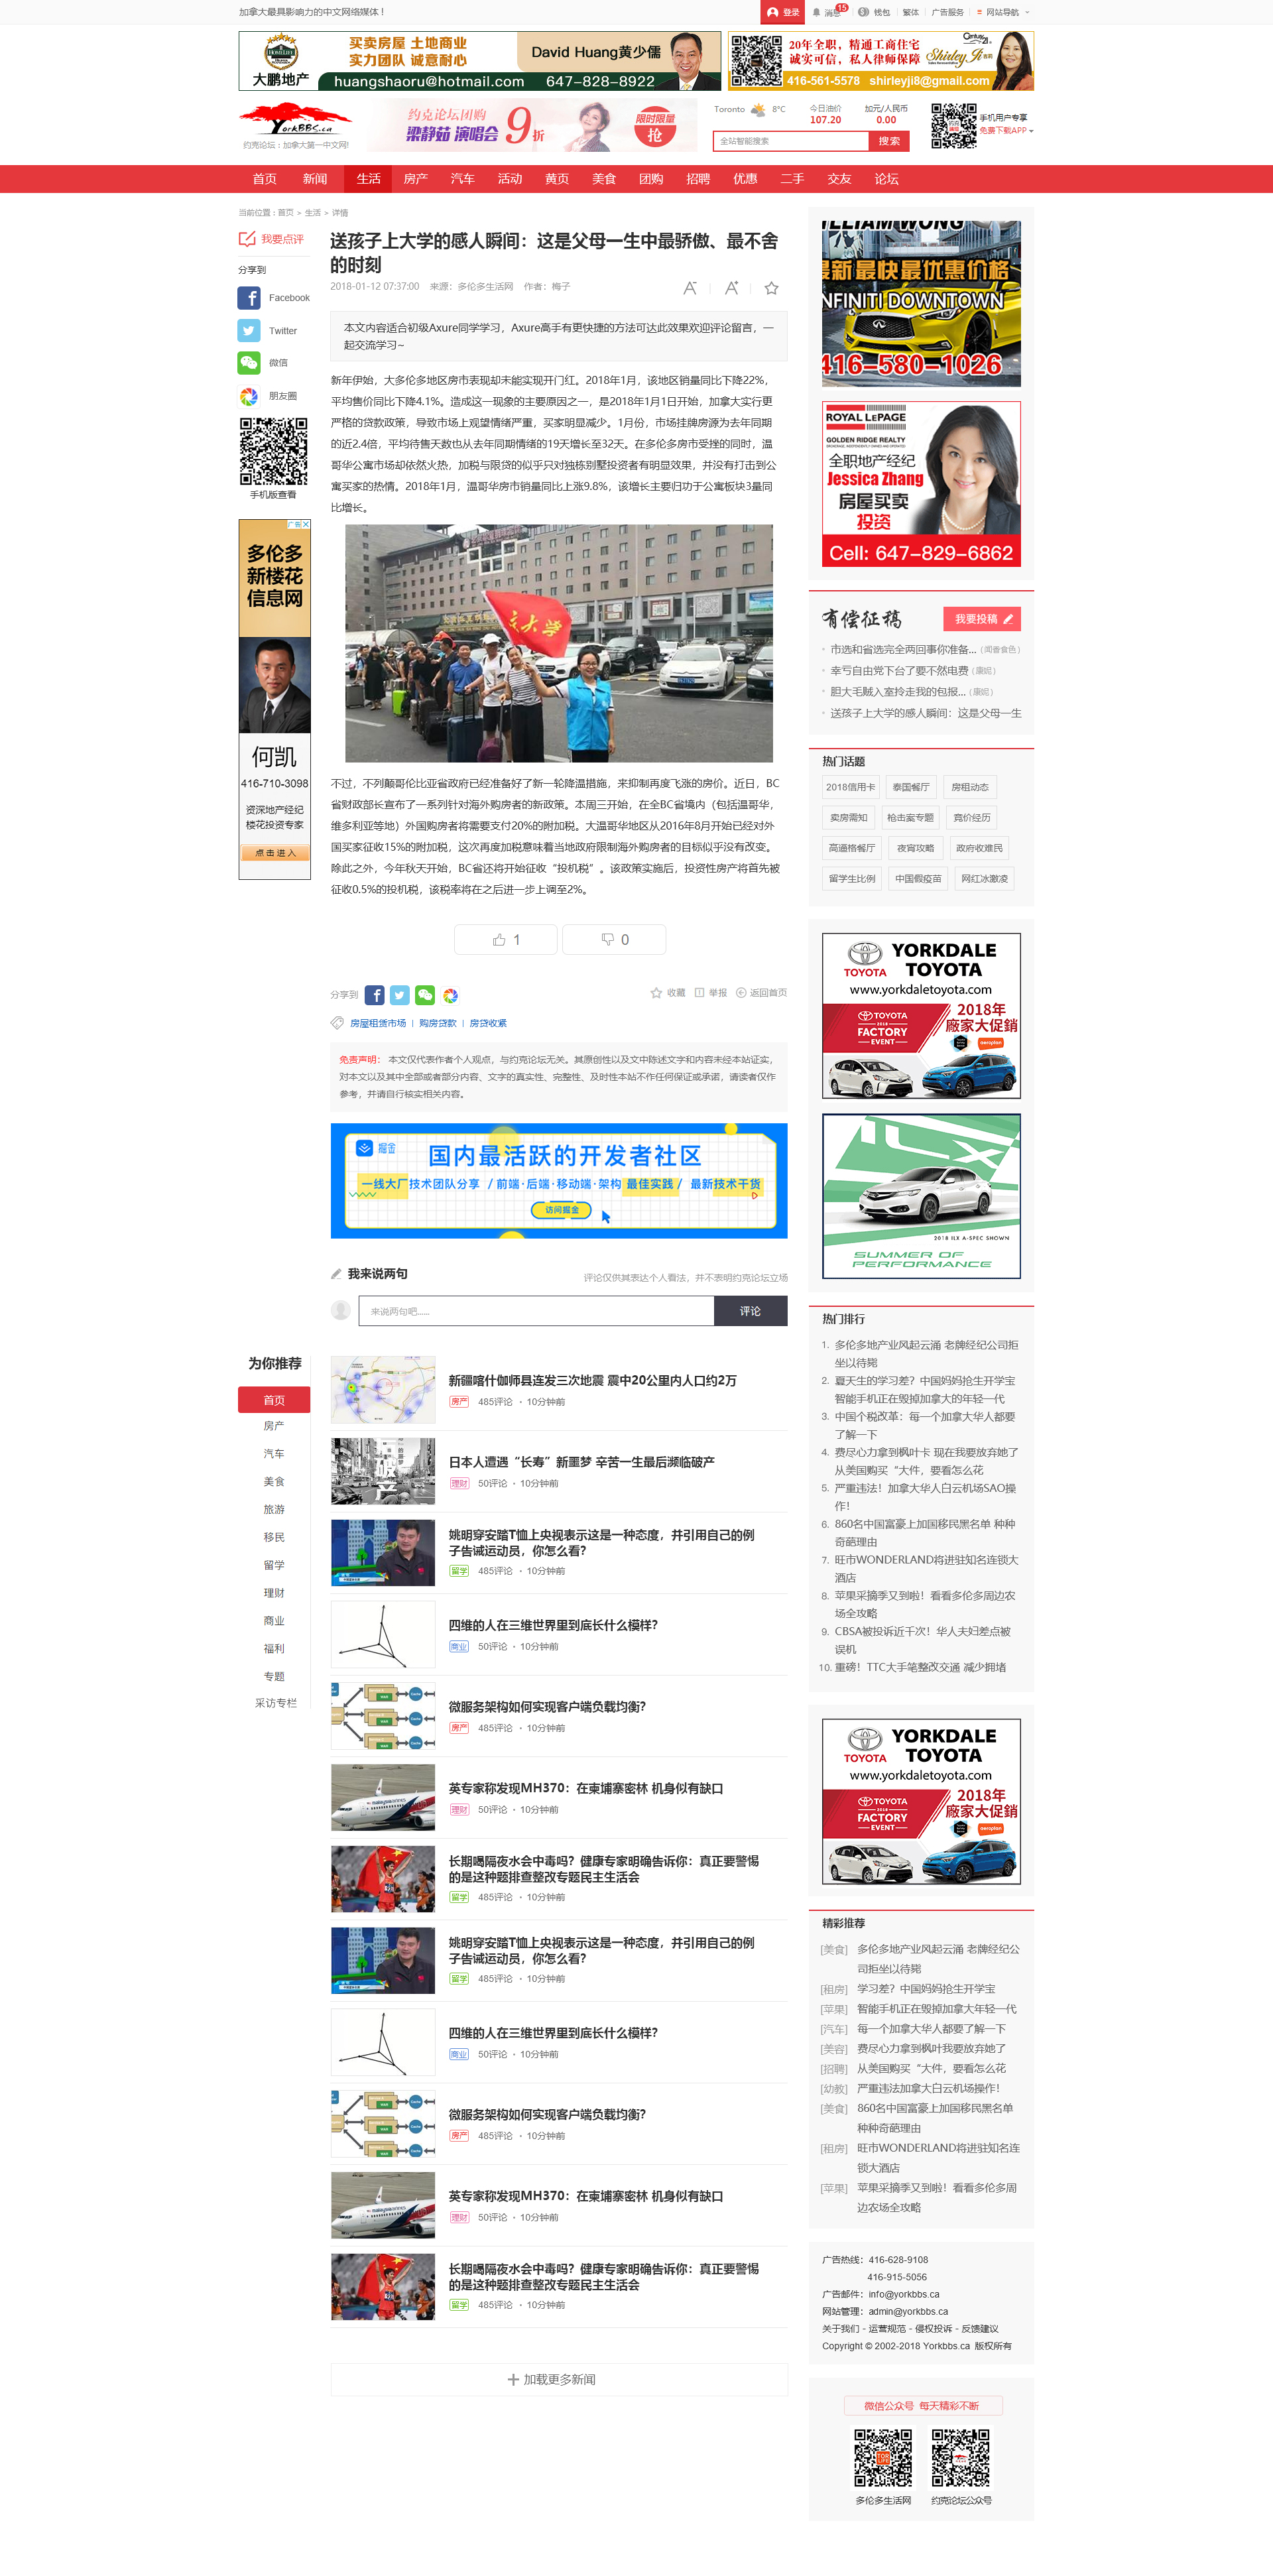 加拿大最具影响力的中文网络媒体！
登录 消息 15 钱包 繁体 广告服务 网站导航
大鹏地产
买卖房屋 土地商业
实力团队 诚意耐心
David Huang黄少儒
huangshaoru@hotmail.com 647-828-8922
20年全职，精通工商住宅
诚实可信，私人律师保障
416-561-5578 shirleyji8@gmail.com
YorkBBS.ca
约克论坛：加拿大第一中文网!
约克论坛团购
梁静茹 演唱会 9折
限时限量
抢
Toronto 8°C 今日油价 107.20 加元/人民币 0.00
全站智能搜索 搜索
手机用户专享
免费下载APP
首页 新闻 生活 房产 汽车 活动 黄页 美食 团购 招聘 优惠 二手 交友 论坛
当前位置：首页 > 生活 > 详情
我要点评
分享到
Facebook
Twitter
微信
朋友圈
手机版查看
广告
多伦多
新楼花
信息网
何凯
416-710-3098
资深地产经纪
楼花投资专家
点击进入
送孩子上大学的感人瞬间：这是父母一生中最骄傲、最不舍
的时刻
2018-01-12 07:37:00 来源：多伦多生活网 作者：梅子
本文内容适合初级Axure同学学习，Axure高手有更快捷的方法可达此效果欢迎评论留言，一
起交流学习~
新年伊始，大多伦多地区房市表现却未能实现开门红。2018年1月，该地区销量同比下降22%，
平均售价同比下降4.1%。造成这一现象的主要原因之一，是2018年1月1日开始，加拿大实行更
严格的贷款政策，导致市场上观望情绪严重，买家明显减少。1月份，市场挂牌房源为去年同期
的近2.4倍，平均待售天数也从去年同期情绪的19天增长至32天。在多伦多房市受挫的同时，温
哥华公寓市场却依然火热，加税与限贷的似乎只对独栋别墅投资者有明显效果，并没有打击到公
寓买家的热情。2018年1月，温哥华房市销量同比上涨9.8%，该增长主要归功于公寓板块3量同
比增长。
不过，不列颠哥伦比亚省政府已经准备好了新一轮降温措施，来抑制再度飞涨的房价。近日，BC
省财政部长宣布了一系列针对海外购房者的新政策。本周三开始，在全BC省境内（包括温哥华，
维多利亚等地）外国购房者将需要支付20%的附加税。大温哥华地区从2016年8月开始已经对外
国买家征收15%的附加税，这次再度加税意味着当地政府限制海外购房者的目标似乎没有改变。
除此之外，今年秋天开始，BC省还将开始征收“投机税”。该政策实施后，投资性房产将首先被
征收0.5%的投机税，该税率将在之后进一步上调至2%。
1 0
分享到 收藏 举报 返回首页
房屋租赁市场 | 购房贷款 | 房贷收紧
免责声明： 本文仅代表作者个人观点，与约克论坛无关。其原创性以及文中陈述文字和内容未经本站证实，
对本文以及其中全部或者部分内容、文字的真实性、完整性、及时性本站不作任何保证或承诺，请读者仅作
参考，并请自行核实相关内容。
掘金
国内最活跃的开发者社区
一线大厂技术团队分享 / 前端·后端·移动端·架构 最佳实践 / 最新技术干货
访问掘金
我来说两句 评论仅供其表达个人看法，并不表明约克论坛立场
来说两句吧...... 评论
为你推荐
首页
房产
汽车
美食
旅游
移民
留学
理财
商业
福利
专题
采访专栏
新疆喀什伽师县连发三次地震 震中20公里内人口约2万
房产 485评论 · 10分钟前
日本人遭遇“长寿”新噩梦 辛苦一生最后濒临破产
理财 50评论 · 10分钟前
姚明穿安踏T恤上央视表示这是一种态度，并引用自己的例
子告诫运动员，你怎么看？
留学 485评论 · 10分钟前
四维的人在三维世界里到底长什么模样？
商业 50评论 · 10分钟前
微服务架构如何实现客户端负载均衡？
房产 485评论 · 10分钟前
英专家称发现MH370：在柬埔寨密林 机身似有缺口
理财 50评论 · 10分钟前
长期喝隔夜水会中毒吗？健康专家明确告诉你：真正要警惕
的是这种题排查整改专题民主生活会
留学 485评论 · 10分钟前
姚明穿安踏T恤上央视表示这是一种态度，并引用自己的例
子告诫运动员，你怎么看？
留学 485评论 · 10分钟前
四维的人在三维世界里到底长什么模样？
商业 50评论 · 10分钟前
微服务架构如何实现客户端负载均衡？
房产 485评论 · 10分钟前
英专家称发现MH370：在柬埔寨密林 机身似有缺口
理财 50评论 · 10分钟前
长期喝隔夜水会中毒吗？健康专家明确告诉你：真正要警惕
的是这种题排查整改专题民主生活会
留学 485评论 · 10分钟前
加载更多新闻
WILLIAM WONG
最新最快最优惠价格
INFINITI DOWNTOWN
416-580-1026
ROYAL LEPAGE
GOLDEN RIDGE REALTY
全职地产经纪
Jessica Zhang
房屋买卖
投资
Cell: 647-829-6862
有偿征稿 我要投稿
市选和省选完全两回事你准备... (闻香食色)
幸亏自由党下台了要不然电费 (康妮)
胆大毛贼入室拎走我的包报... (康妮)
送孩子上大学的感人瞬间：这是父母一生
热门话题
2018信用卡 泰国餐厅 房租动态
卖房需知 枪击案专题 竞价经历
高逼格餐厅 夜宵攻略 政府收难民
留学生比例 中国假疫苗 网红冰激凌
YORKDALE
TOYOTA
www.yorkdaletoyota.com
TOYOTA
FACTORY
EVENT
2018年
廠家大促銷
ILX
2018 ILX A-SPEC SHOWN
SUMMER OF
PERFORMANCE
热门排行
1. 多伦多地产业风起云涌 老牌经纪公司拒
坐以待毙
2. 夏天生的学习差？中国妈妈抢生开学宝
智能手机正在毁掉加拿大的年轻一代
3. 中国个税改革：每一个加拿大华人都要
了解一下
4. 费尽心力拿到枫叶卡 现在我要放弃她了
从美国购买“大件，要看怎么花
5. 严重违法！加拿大华人白云机场SAO操
作！
6. 860名中国富豪上加国移民黑名单 种种
奇葩理由
7. 旺市WONDERLAND将进驻知名连锁大
酒店
8. 苹果采摘季又到啦！看看多伦多周边农
场全攻略
9. CBSA被投诉近千次！华人夫妇差点被
误机
10. 重磅！TTC大手笔整改交通 减少拥堵
YORKDALE
TOYOTA
www.yorkdaletoyota.com
TOYOTA
FACTORY
EVENT
2018年
廠家大促銷
精彩推荐
[美食] 多伦多地产业风起云涌 老牌经纪公
司拒坐以待毙
[租房] 学习差？中国妈妈抢生开学宝
[苹果] 智能手机正在毁掉加拿大年轻一代
[汽车] 每一个加拿大华人都要了解一下
[美容] 费尽心力拿到枫叶我要放弃她了
[招聘] 从美国购买“大件，要看怎么花
[幼教] 严重违法加拿大白云机场操作！
[美食] 860名中国富豪上加国移民黑名单
种种奇葩理由
[租房] 旺市WONDERLAND将进驻知名连
锁大酒店
[苹果] 苹果采摘季又到啦！看看多伦多周
边农场全攻略
广告热线：416-628-9108
416-915-5056
广告邮件：info@yorkbbs.ca
网站管理：admin@yorkbbs.ca
关于我们 - 运营规范 - 侵权投诉 - 反馈建议
Copyright © 2002-2018 Yorkbbs.ca 版权所有
微信公众号 每天精彩不断
多伦多生活网 约克论坛公众号